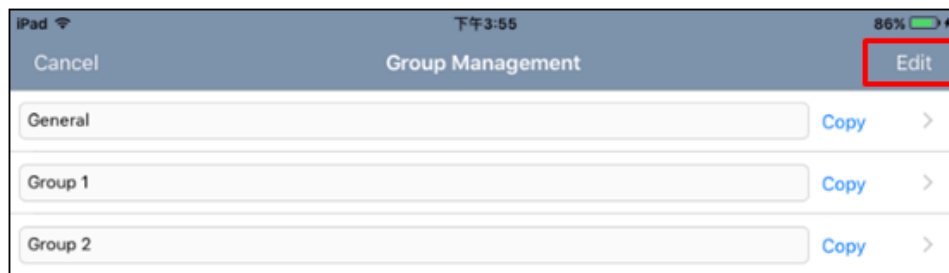 iPad 下午3:55 86%
Cancel Group Management Edit
General Copy
Group 1 Copy
Group 2 Copy